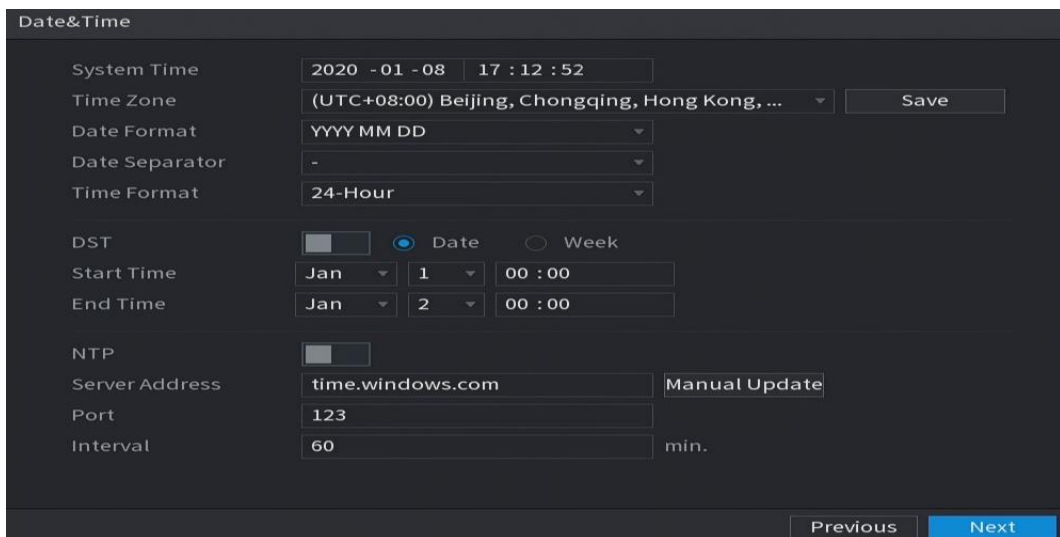 Date&Time
System Time 2020 - 01 - 08 17 : 12 : 52
Time Zone (UTC+08:00) Beijing, Chongqing, Hong Kong, ... Save
Date Format YYYY MM DD
Date Separator -
Time Format 24-Hour
DST Date Week
Start Time Jan 1 00 : 00
End Time Jan 2 00 : 00
NTP
Server Address time.windows.com Manual Update
Port 123
Interval 60 min.
Previous Next